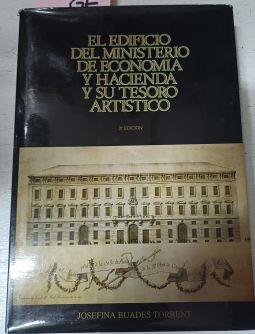 EL EDIFICIO
DEL MINISTERIO
DE ECONOMIA
Y HACIENDA
Y SU TESORO
ARTISTICO
2ª EDICION
JOSEFINA BUADES TORRENT